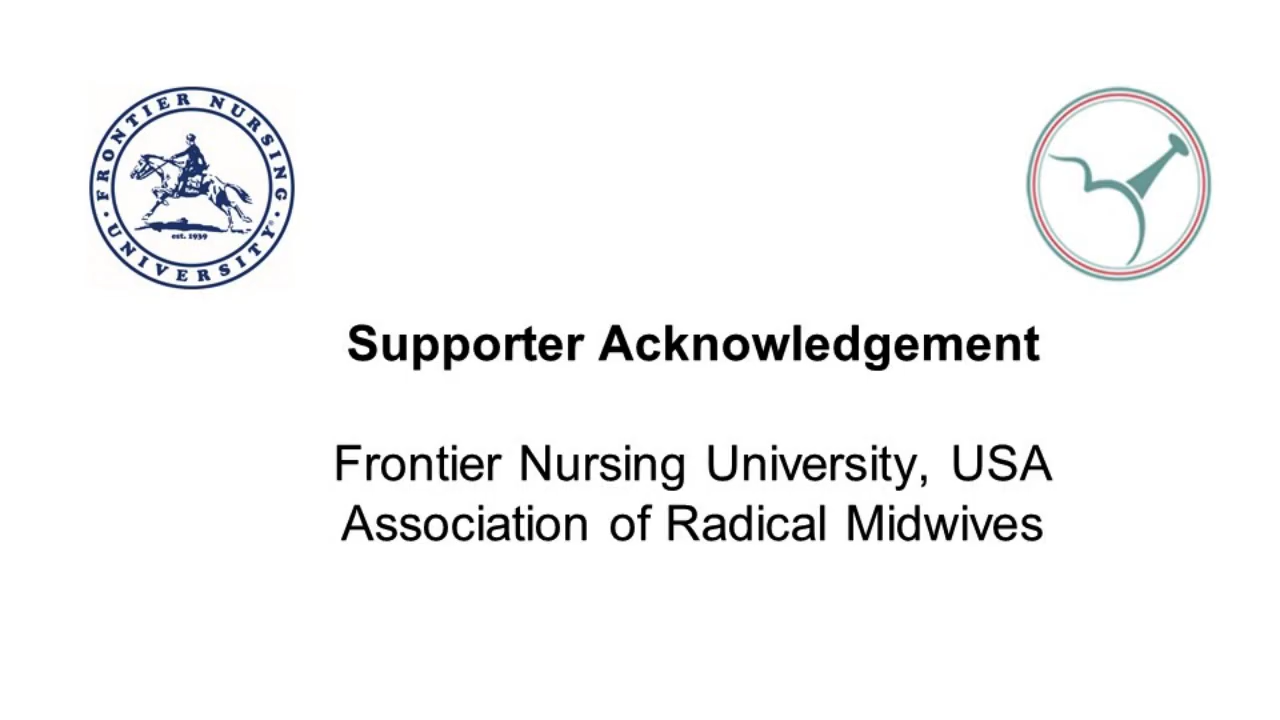 FRONTIER NURSING
UNIVERSITY®
est. 1939
Supporter Acknowledgement
Frontier Nursing University, USA
Association of Radical Midwives